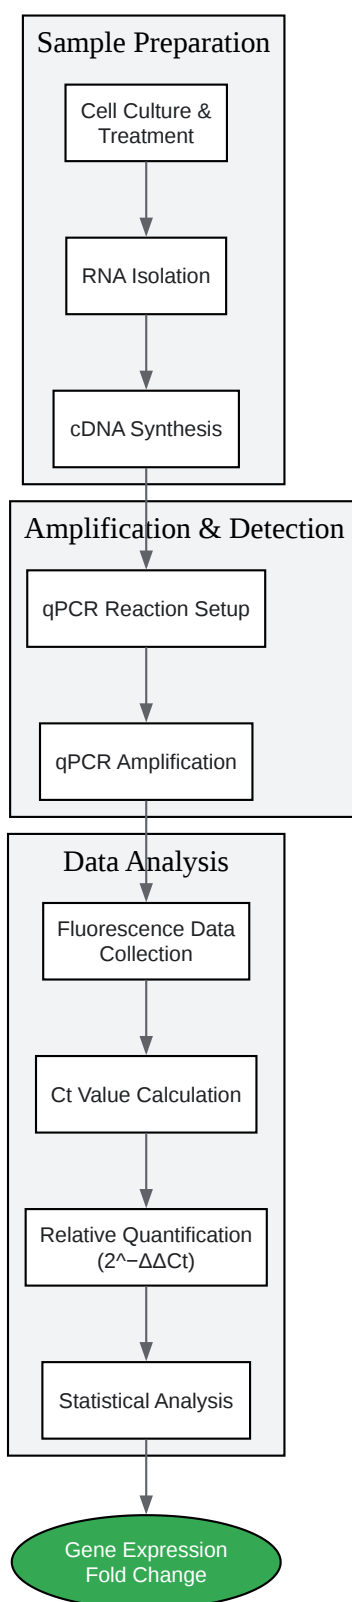 Sample Preparation
Cell Culture &
Treatment
RNA Isolation
cDNA Synthesis
Amplification & Detection
qPCR Reaction Setup
qPCR Amplification
Data Analysis
Fluorescence Data
Collection
Ct Value Calculation
Relative Quantification
(2^−ΔΔCt)
Statistical Analysis
Gene Expression
Fold Change